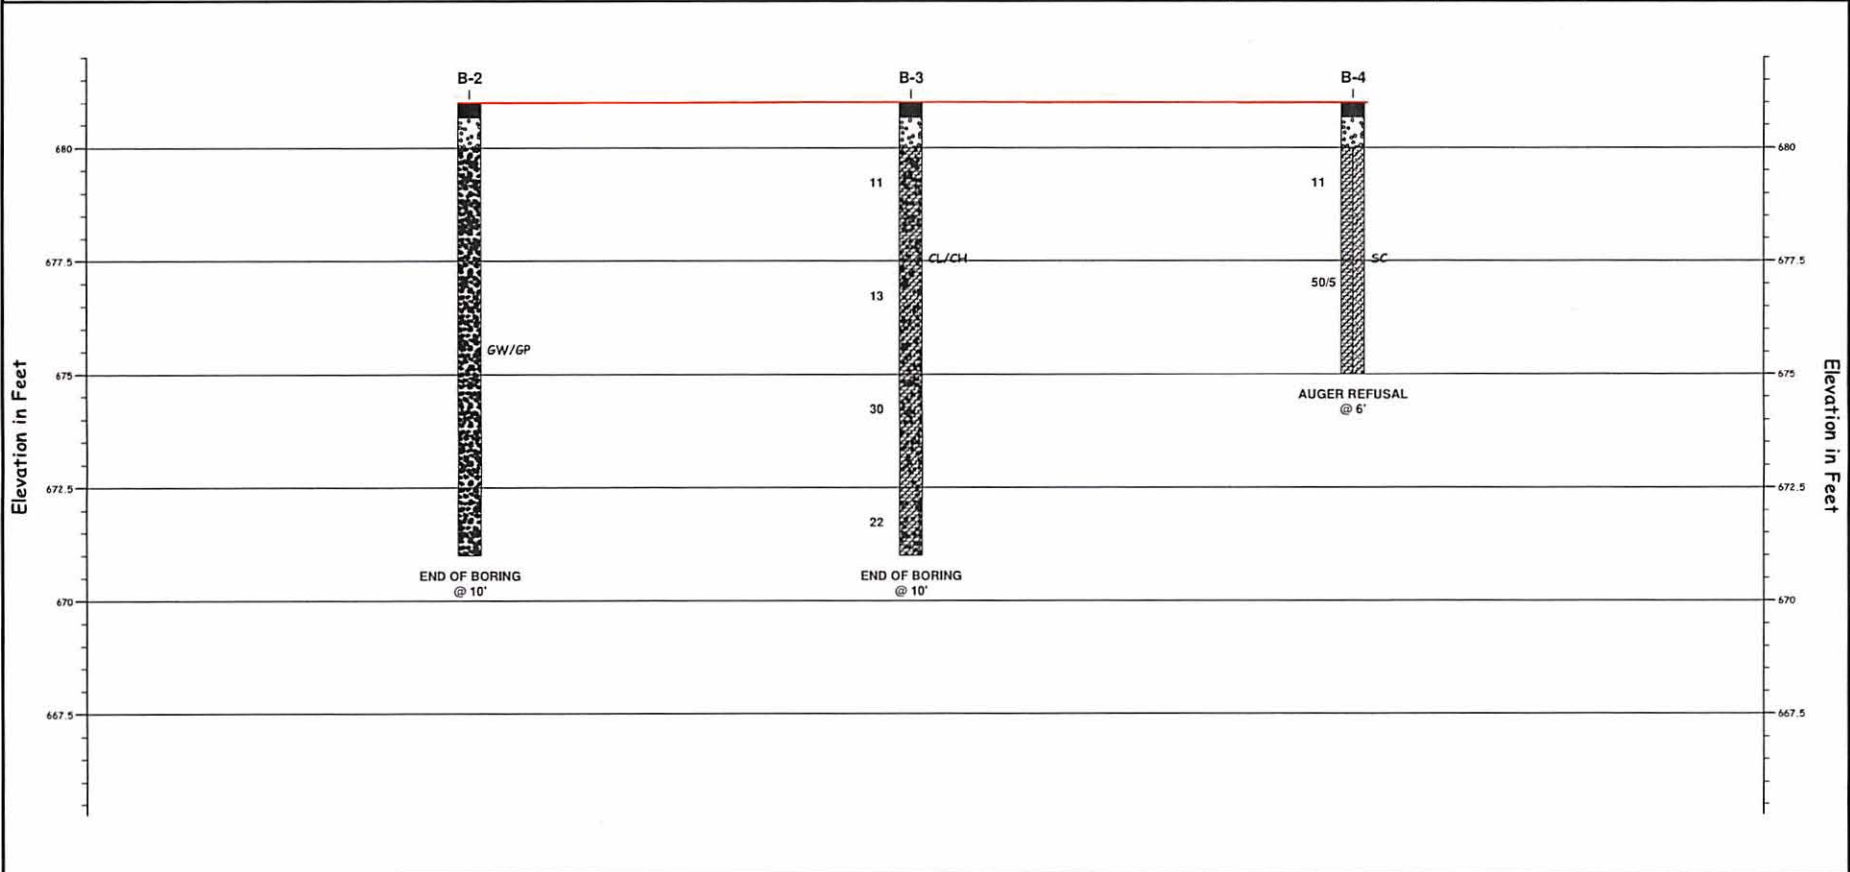 B-2
B-3
B-4
680
680
11
11
677.5
CL/CH
SC
677.5
50/5
13
GW/GP
675
675
AUGER REFUSAL
@ 6'
30
Elevation in Feet
Elevation in Feet
672.5
672.5
22
END OF BORING
@ 10'
END OF BORING
@ 10'
670
670
667.5
667.5